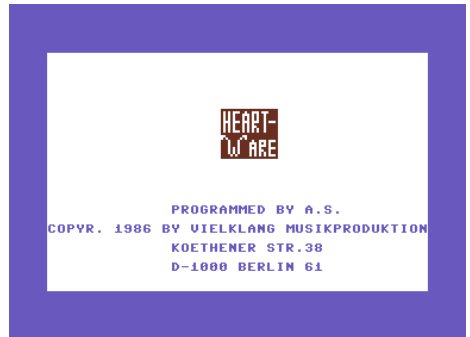 HEART-
WARE
PROGRAMMED BY A.S.
COPYR. 1986 BY VIELKLANG MUSIKPRODUKTION
KOETHENER STR.38
D-1000 BERLIN 61